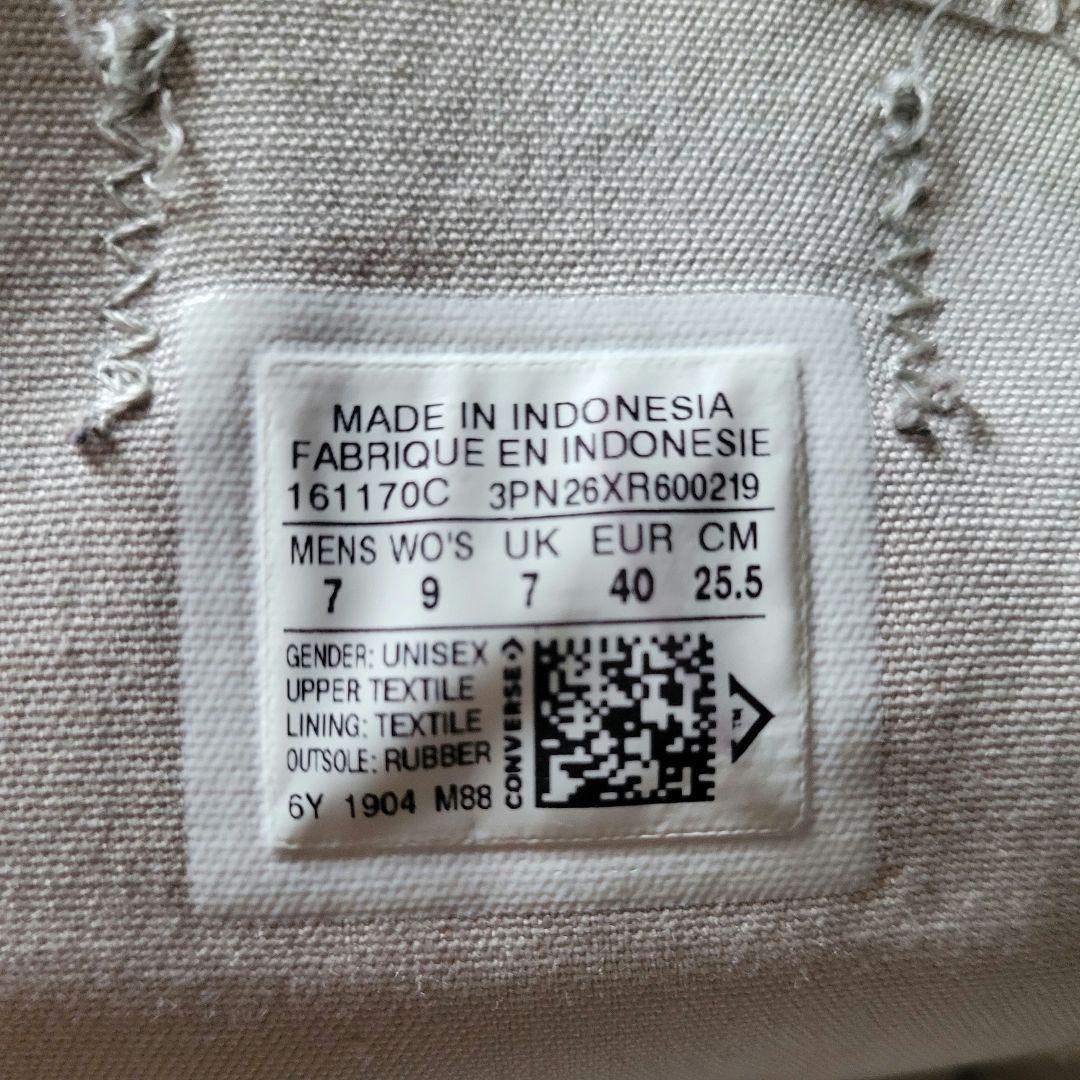 MADE IN INDONESIA
FABRIQUE EN INDONESIE
161170C 3PN26XR600219
MENS WO'S UK EUR CM
7 9 7 40 25.5
GENDER: UNISEX
UPPER TEXTILE
LINING: TEXTILE
OUTSOLE: RUBBER
6Y 1904 M88
CONVERSE